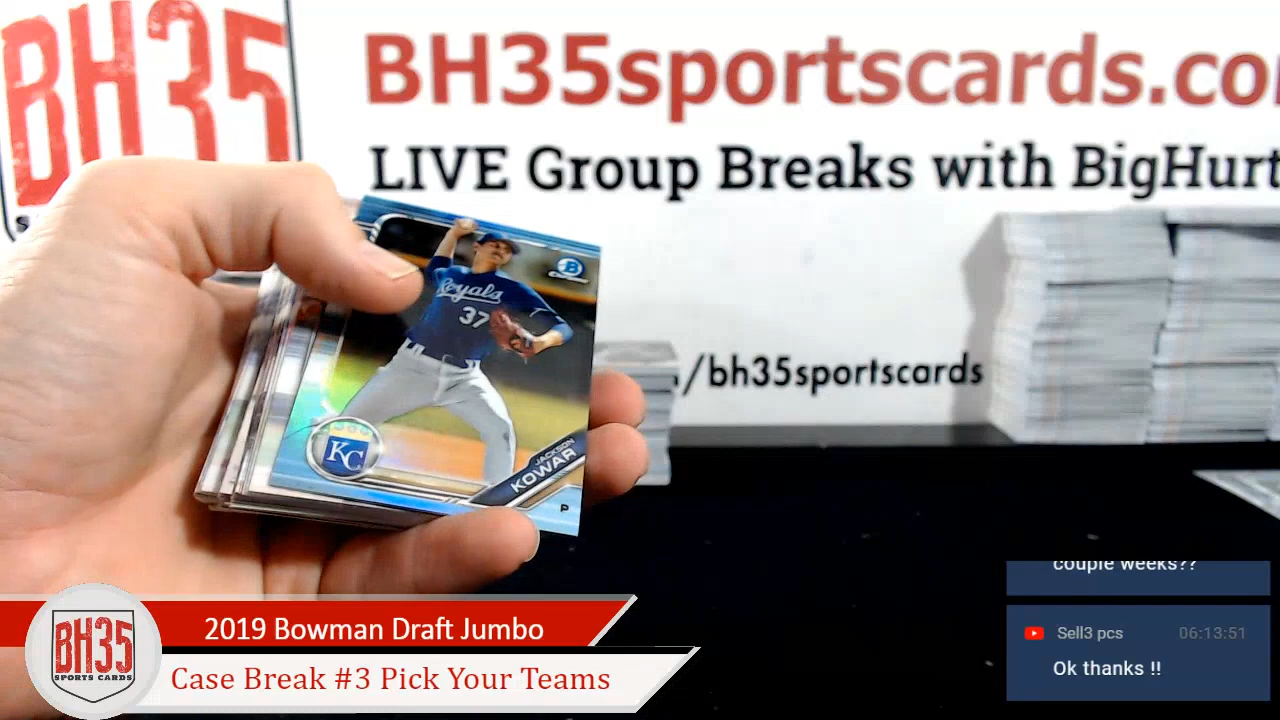 BH35
BH35sportscards.co
LIVE Group Breaks with BigHurt
/bh35sportscards
Chrome
Royals
37
KC
JACKSON
KOWAR
P
couple weeks??
Sell3 pcs 06:13:51
Ok thanks !!
2019 Bowman Draft Jumbo
Case Break #3 Pick Your Teams
BH35
SPORTS CARDS